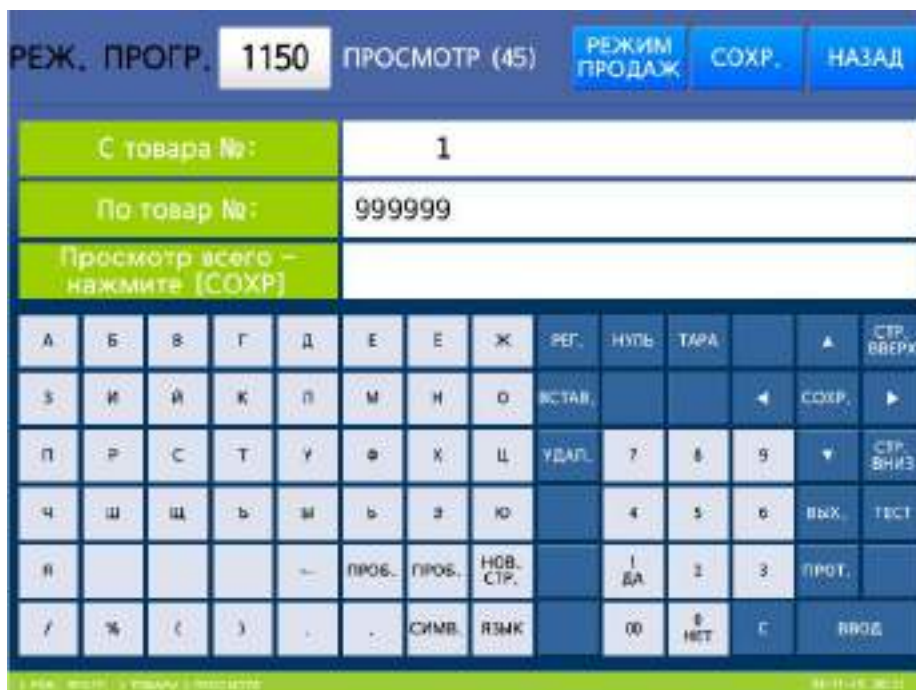 РЕЖ. ПРОГР. 1150 ПРОСМОТР (45) РЕЖИМ ПРОДАЖ СОХР. НАЗАД
С товара №: 1
По товар №: 999999
Просмотр всего –
нажмите [СОХР]
А Б В Г Д Е Ё Ж РЕГ. НУЛЬ ТАРА ▲ СТР. ВВЕРХ
З И Й К Л М Н О ВСТАВ. ◀ СОХР. ▶
П Р С Т У Ф Х Ц УДАЛ. 7 8 9 ▼ СТР. ВНИЗ
Ч Ш Щ Ъ Ы Ь Э Ю 4 5 6 ВЫХ. ТЕСТ
Я ← ПРОБ. ПРОБ. НОВ. СТР. 1 ДА 2 3 ПРОТ.
/ % ( ) , . СИМВ. ЯЗЫК 00 0 НЕТ С ВВОД